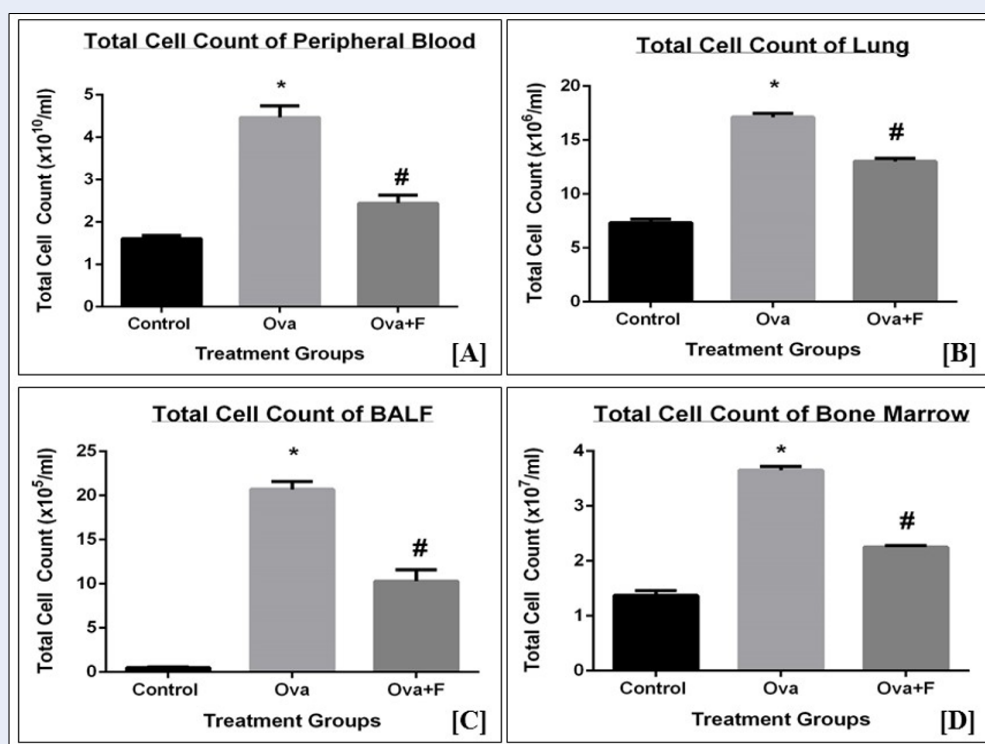 Total Cell Count of Peripheral Blood
Total Cell Count (x10¹⁰/ml)
5
4
3
2
1
0
*
#
Control Ova Ova+F
Treatment Groups
[A]
Total Cell Count of Lung
Total Cell Count (x10⁶/ml)
20
15
10
5
0
*
#
Control Ova Ova+F
Treatment Groups
[B]
Total Cell Count of BALF
Total Cell Count (x10⁵/ml)
25
20
15
10
5
0
*
#
Control Ova Ova+F
Treatment Groups
[C]
Total Cell Count of Bone Marrow
Total Cell Count (x10⁷/ml)
4
3
2
1
0
*
#
Control Ova Ova+F
Treatment Groups
[D]